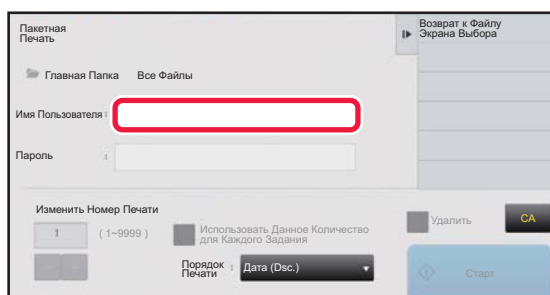 Пакетная
Печать
Возврат к Файлу
Экрана Выбора
Главная Папка Все Файлы
Имя Пользователя :
Пароль :
Изменить Номер Печати
1 ( 1~9999 )
Использовать Данное Количество
для Каждого Задания
Порядок
Печати : Дата (Dsc.)
Удалить
CA
Старт